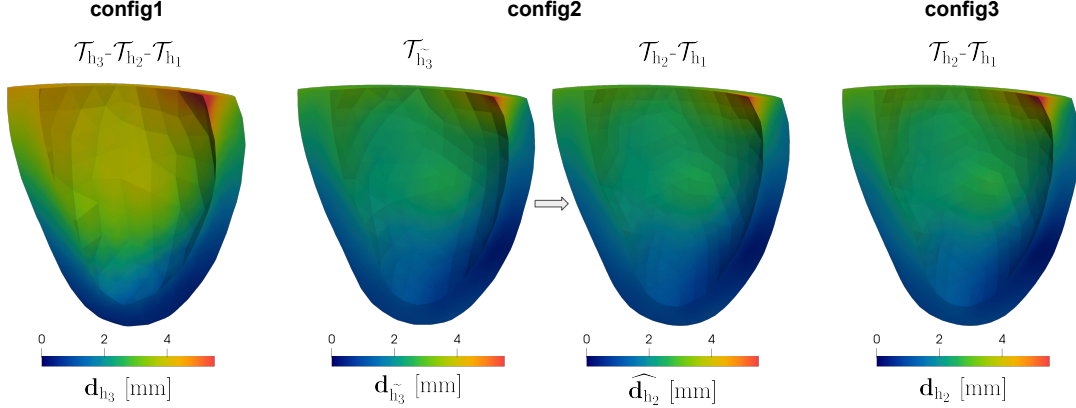 config1 config2 config3
𝒯h₃-𝒯h₂-𝒯h₁ 𝒯h̃₃ 𝒯h₂-𝒯h₁ 𝒯h₂-𝒯h₁
0 2 4 0 2 4 0 2 4 0 2 4
dh₃ [mm] dh̃₃ [mm] d̂h₂ [mm] dh₂ [mm]